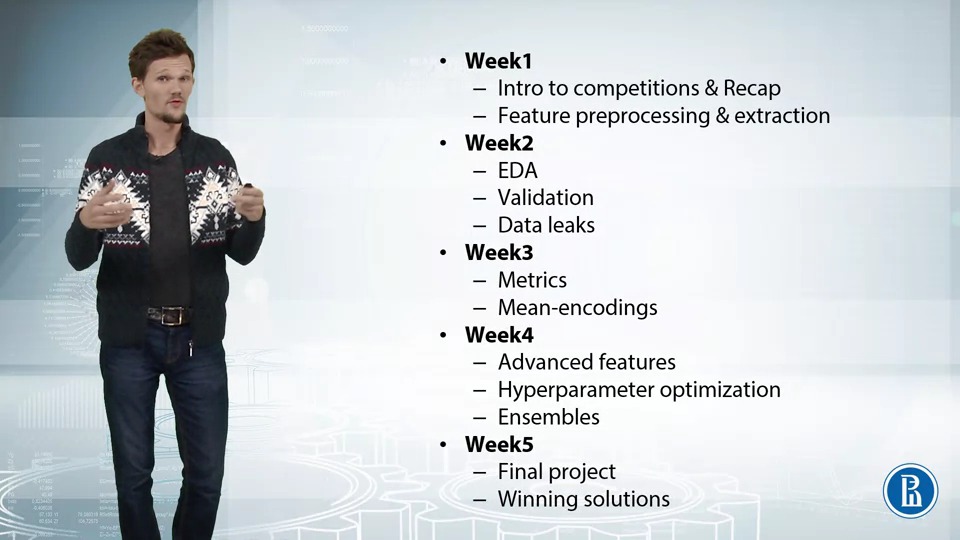 • Week1
– Intro to competitions & Recap
– Feature preprocessing & extraction
• Week2
– EDA
– Validation
– Data leaks
• Week3
– Metrics
– Mean-encodings
• Week4
– Advanced features
– Hyperparameter optimization
– Ensembles
• Week5
– Final project
– Winning solutions